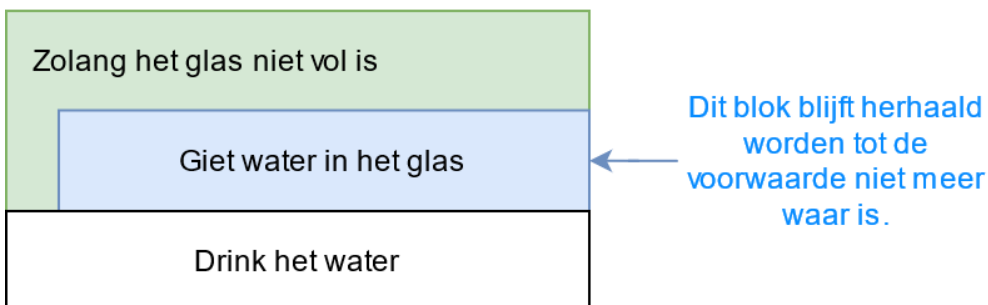 Zolang het glas niet vol is
Giet water in het glas
Dit blok blijft herhaald
worden tot de
voorwaarde niet meer
waar is.
Drink het water